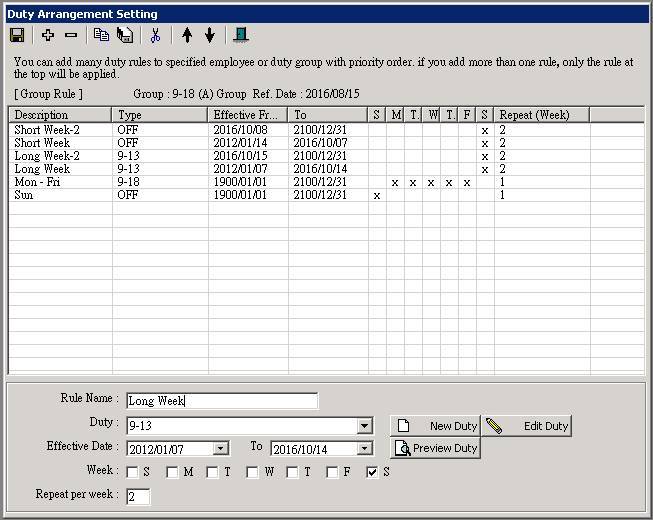 Duty Arrangement Setting
You can add many duty rules to specified employee or duty group with priority order. if you add more than one rule, only the rule at
the top will be applied.
[ Group Rule ] Group : 9-18 (A) Group Ref. Date : 2016/08/15
Description Type Effective Fr... To S M T. W T. F S Repeat (Week)
Short Week-2 OFF 2016/10/08 2100/12/31 x 2
Short Week OFF 2012/01/14 2016/10/07 x 2
Long Week-2 9-13 2016/10/15 2100/12/31 x 2
Long Week 9-13 2012/01/07 2016/10/14 x 2
Mon - Fri 9-18 1900/01/01 2100/12/31 x x x x x 1
Sun OFF 1900/01/01 2100/12/31 x 1
Rule Name : Long Week
Duty : 9-13 New Duty Edit Duty
Effective Date : 2012/01/07 To 2016/10/14 Preview Duty
Week : S M T W T F S
Repeat per week : 2